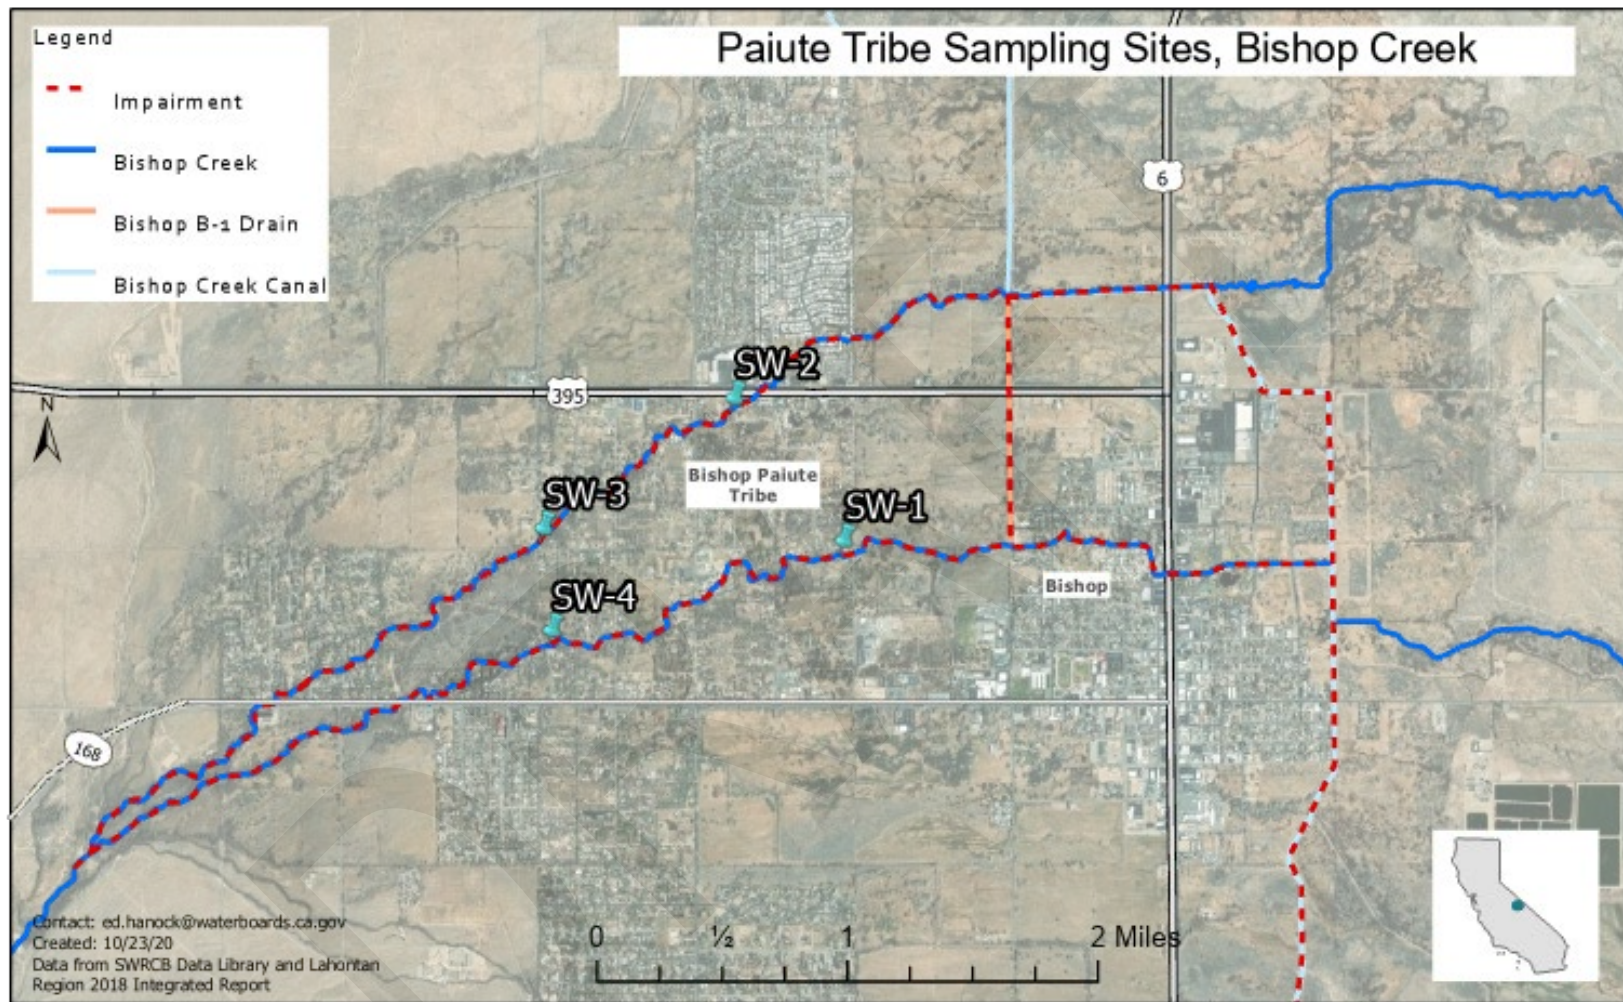 Paiute Tribe Sampling Sites, Bishop Creek
Legend
Impairment
Bishop Creek
Bishop B-1 Drain
Bishop Creek Canal
6
395
N
SW-2
SW-3
Bishop Paiute
Tribe
SW-1
SW-4
Bishop
168
Contact: ed.hanock@waterboards.ca.gov
Created: 10/23/20
Data from SWRCB Data Library and Lahontan
Region 2018 Integrated Report
0 ½ 1 2 Miles